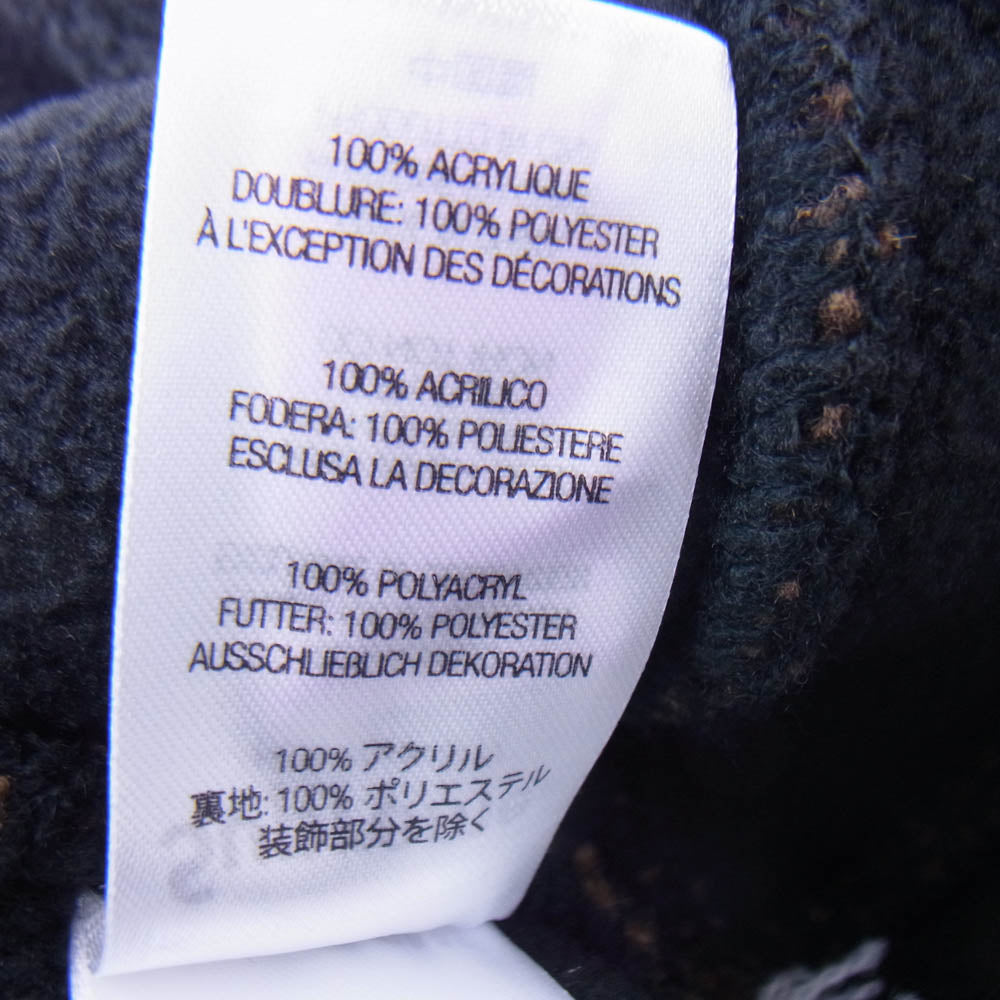 100% ACRYLIQUE
DOUBLURE: 100% POLYESTER
À L'EXCEPTION DES DÉCORATIONS
100% ACRILICO
FODERA: 100% POLIESTERE
ESCLUSA LA DECORAZIONE
100% POLYACRYL
FUTTER: 100% POLYESTER
AUSSCHLIEßLICH DEKORATION
100% アクリル
裏地: 100% ポリエステル
装飾部分を除く